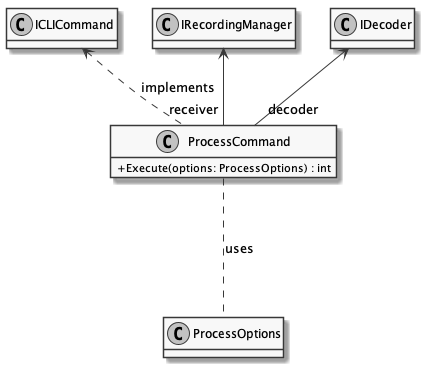 C ICLICommand
C IRecordingManager
C IDecoder
implements
receiver
decoder
C ProcessCommand
+Execute(options: ProcessOptions) : int
uses
C ProcessOptions